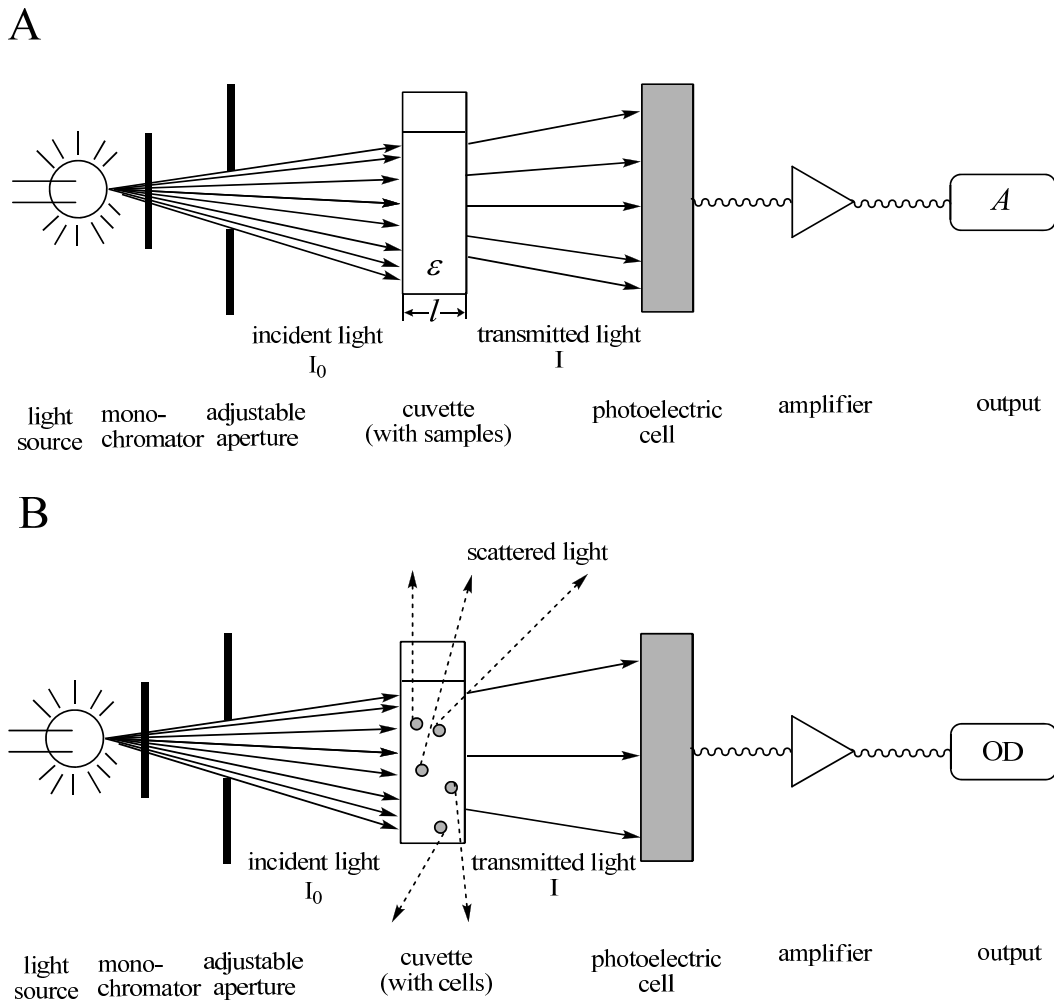 A
A
ε
l
incident light
I₀
transmitted light
I
light
source
mono-
chromator
adjustable
aperture
cuvette
(with samples)
photoelectric
cell
amplifier
output
B
scattered light
OD
incident light
I₀
transmitted light
I
light
source
mono-
chromator
adjustable
aperture
cuvette
(with cells)
photoelectric
cell
amplifier
output